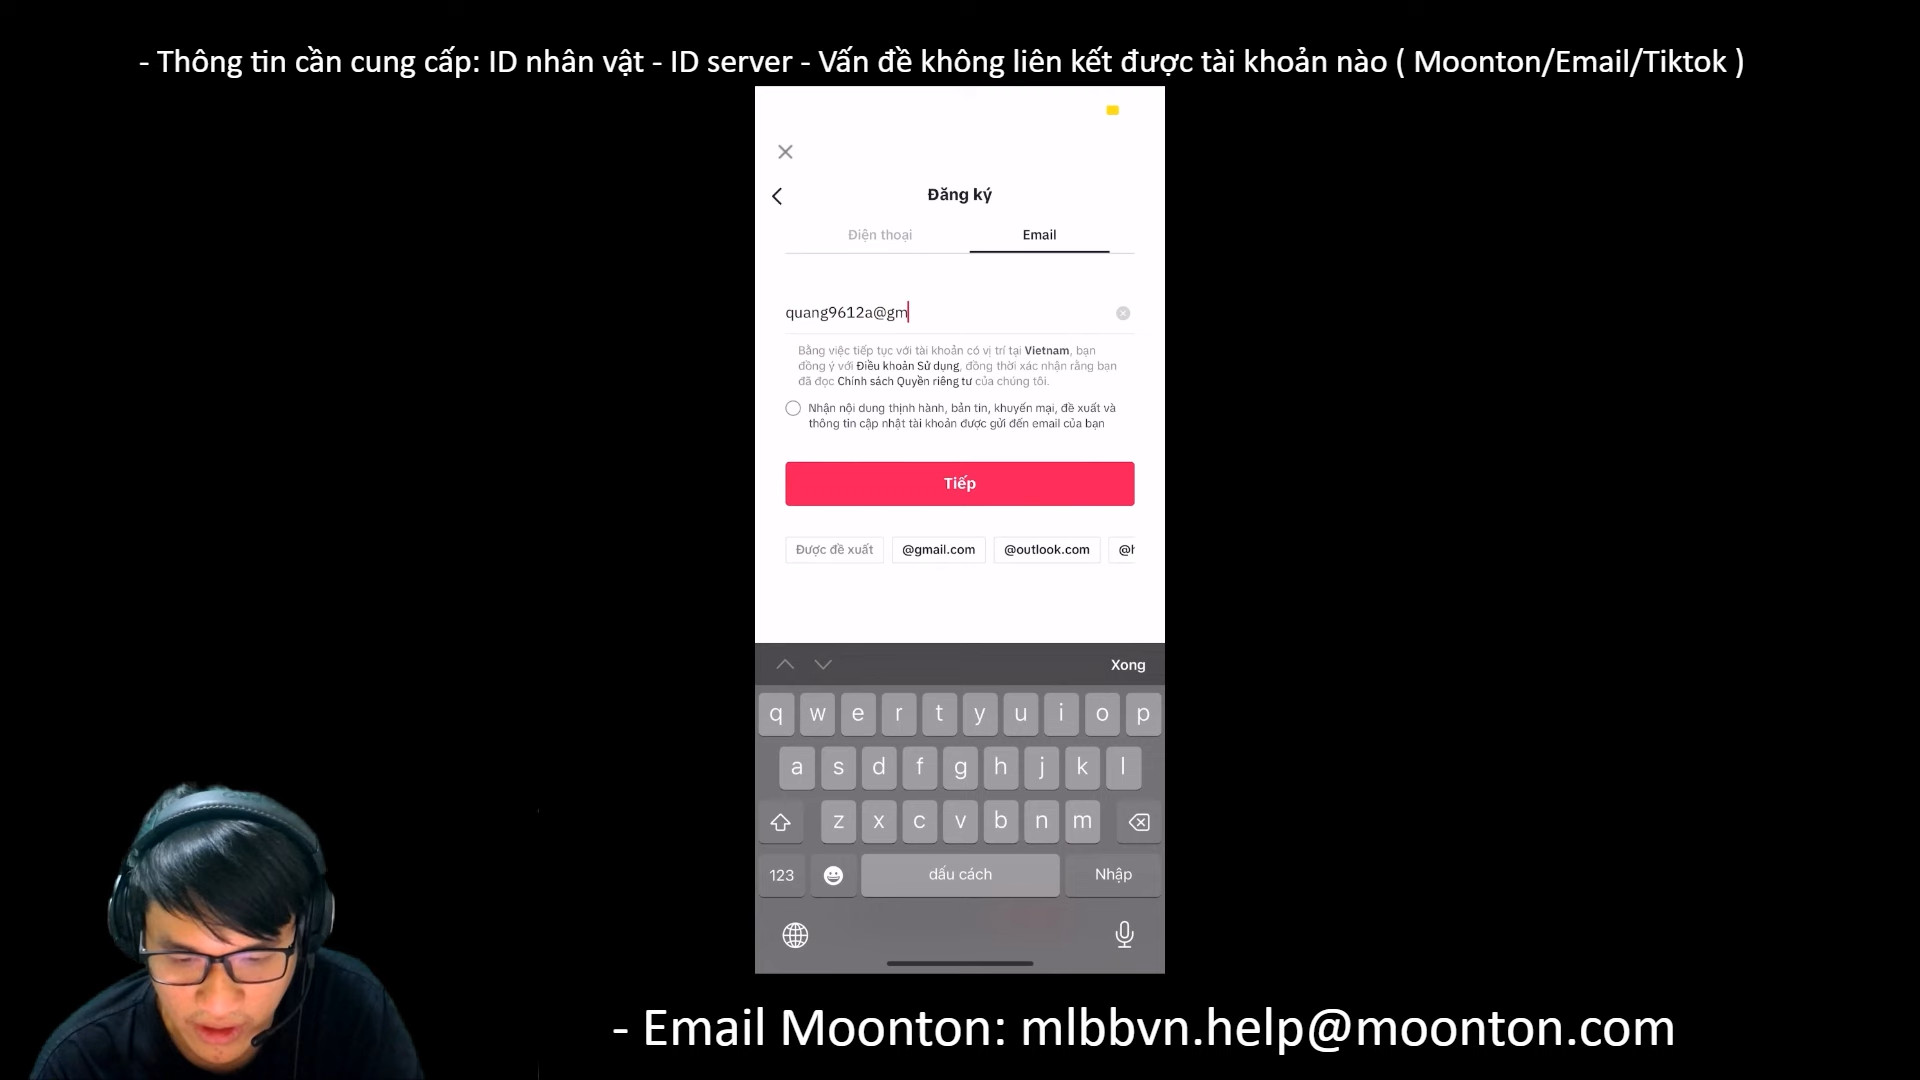 - Thông tin cần cung cấp: ID nhân vật - ID server - Vấn đề không liên kết được tài khoản nào ( Moonton/Email/Tiktok )
Đăng ký
Điện thoại Email
quang9612a@gm
Bằng việc tiếp tục với tài khoản có vị trí tại Vietnam, bạn
đồng ý với Điều khoản Sử dụng, đồng thời xác nhận rằng bạn
đã đọc Chính sách Quyền riêng tư của chúng tôi.
Nhận nội dung thịnh hành, bản tin, khuyến mại, đề xuất và
thông tin cập nhật tài khoản được gửi đến email của bạn
Tiếp
Được đề xuất @gmail.com @outlook.com @h
Xong
q w e r t y u i o p
a s d f g h j k l
z x c v b n m
123 dấu cách Nhập
- Email Moonton: mlbbvn.help@moonton.com